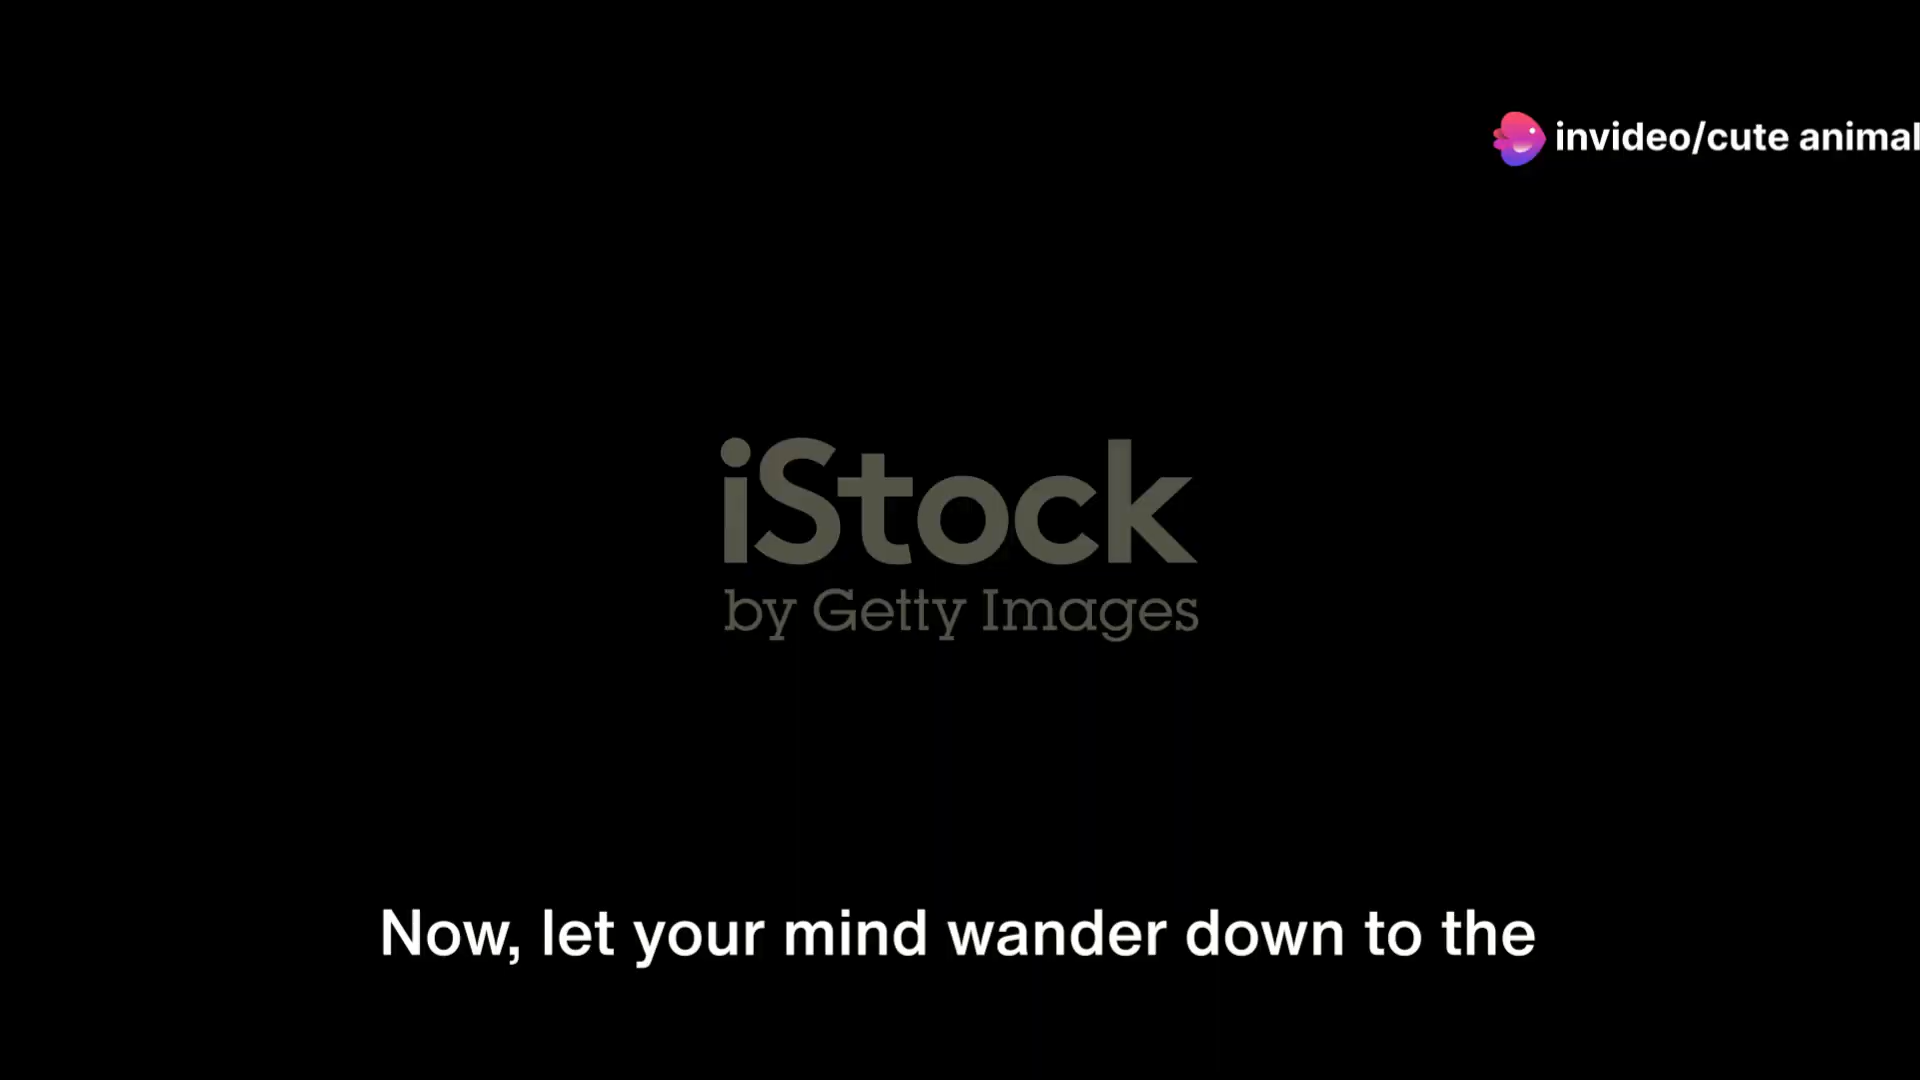 invideo/cute animal
iStock
by Getty Images
Now, let your mind wander down to the